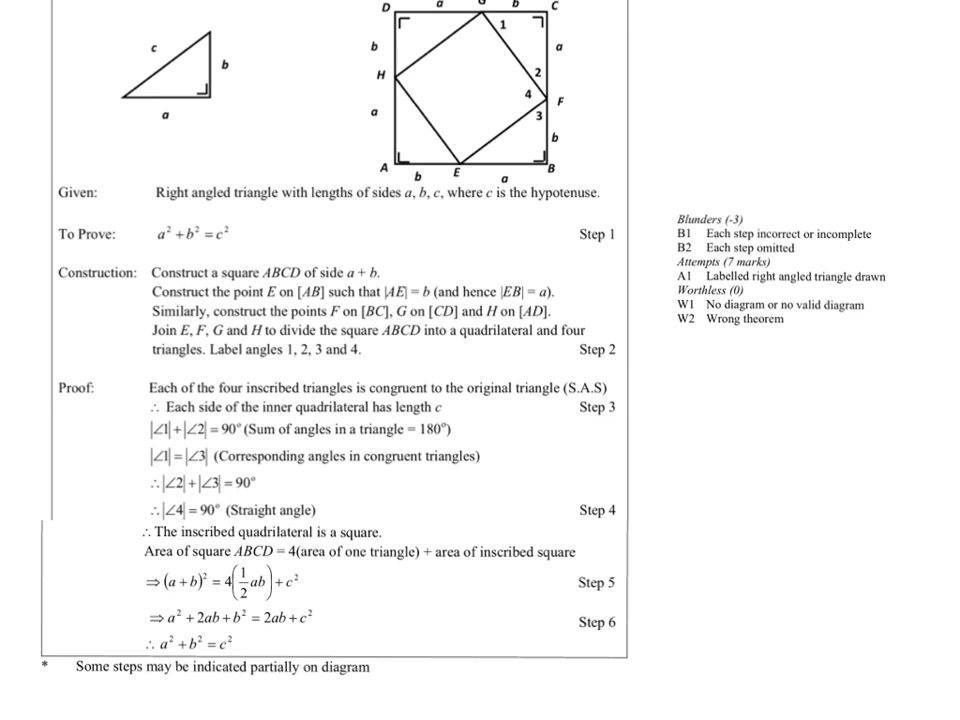 D a G b C
c
b
1
b a
H 2
4 F
3
a a
b
A b E a B
Given: Right angled triangle with lengths of sides a, b, c, where c is the hypotenuse.
To Prove: a² + b² = c² Step 1
Construction: Construct a square ABCD of side a + b.
Construct the point E on [AB] such that |AE| = b (and hence |EB| = a).
Similarly, construct the points F on [BC], G on [CD] and H on [AD].
Join E, F, G and H to divide the square ABCD into a quadrilateral and four
triangles. Label angles 1, 2, 3 and 4. Step 2
Proof: Each of the four inscribed triangles is congruent to the original triangle (S.A.S)
∴ Each side of the inner quadrilateral has length c Step 3
|∠1| + |∠2| = 90° (Sum of angles in a triangle = 180°)
|∠1| = |∠3| (Corresponding angles in congruent triangles)
∴ |∠2| + |∠3| = 90°
∴ |∠4| = 90° (Straight angle) Step 4
∴ The inscribed quadrilateral is a square.
Area of square ABCD = 4(area of one triangle) + area of inscribed square
⇒ (a + b)² = 4(1/2 ab) + c² Step 5
⇒ a² + 2ab + b² = 2ab + c² Step 6
∴ a² + b² = c²
* Some steps may be indicated partially on diagram
Blunders (-3)
B1 Each step incorrect or incomplete
B2 Each step omitted
Attempts (7 marks)
A1 Labelled right angled triangle drawn
Worthless (0)
W1 No diagram or no valid diagram
W2 Wrong theorem